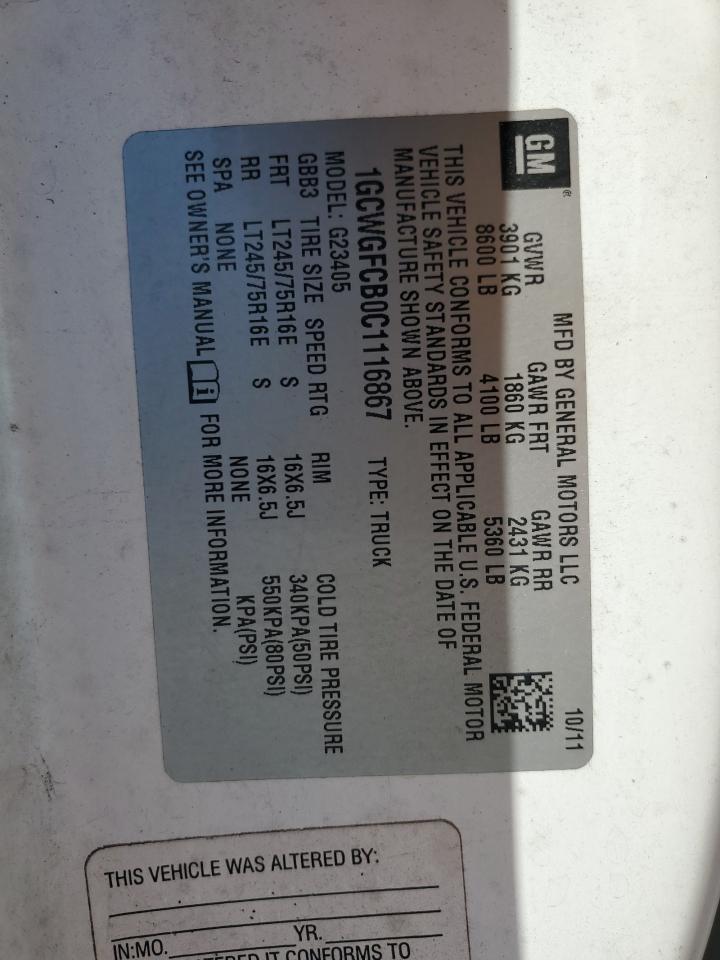 GM®
MFD BY GENERAL MOTORS LLC 10/11
GVWR GAWR FRT GAWR RR
3901 KG 1860 KG 2431 KG
8600 LB 4100 LB 5360 LB
THIS VEHICLE CONFORMS TO ALL APPLICABLE U.S. FEDERAL MOTOR
VEHICLE SAFETY STANDARDS IN EFFECT ON THE DATE OF
MANUFACTURE SHOWN ABOVE.
1GCWGFCB0C1116867 TYPE: TRUCK
MODEL: G23405
GBB3 TIRE SIZE SPEED RTG RIM COLD TIRE PRESSURE
FRT LT245/75R16E S 16X6.5J 340KPA(50PSI)
RR LT245/75R16E S 16X6.5J 550KPA(80PSI)
SPA NONE NONE KPA(PSI)
SEE OWNER'S MANUAL i FOR MORE INFORMATION.
THIS VEHICLE WAS ALTERED BY:
IN:MO. YR.
IT CONFORMS TO